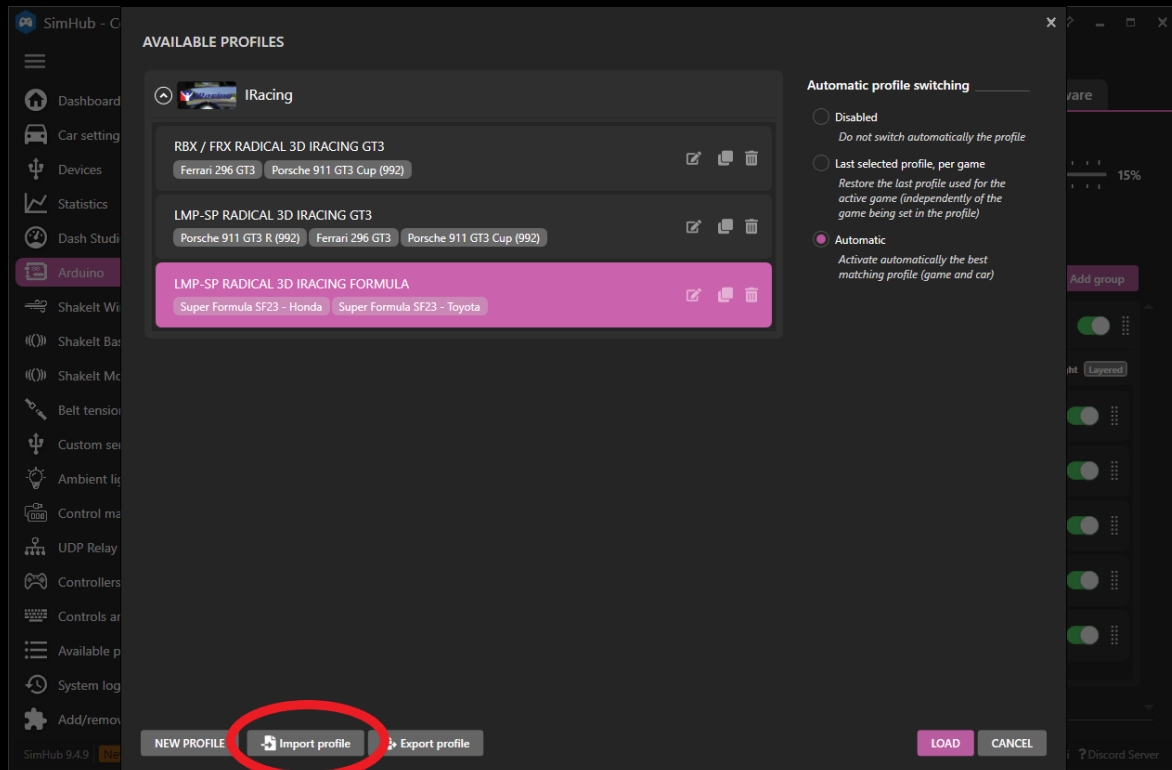 SimHub - C
AVAILABLE PROFILES
IRacing
RBX / FRX RADICAL 3D IRACING GT3
Ferrari 296 GT3 Porsche 911 GT3 Cup (992)
LMP-SP RADICAL 3D IRACING GT3
Porsche 911 GT3 R (992) Ferrari 296 GT3 Porsche 911 GT3 Cup (992)
LMP-SP RADICAL 3D IRACING FORMULA
Super Formula SF23 - Honda Super Formula SF23 - Toyota
Automatic profile switching
Disabled
Do not switch automatically the profile
Last selected profile, per game
Restore the last profile used for the
active game (independently of the
game being set in the profile)
Automatic
Activate automatically the best
matching profile (game and car)
Dashboard
Car setting
Devices
Statistics
Dash Studi
Arduino
ShakeIt Wi
ShakeIt Bas
ShakeIt Mo
Belt tension
Custom ser
Ambient lig
Control ma
UDP Relay
Controllers
Controls an
Available p
System log
Add/remov
SimHub 9.4.9 Ne
ware
15%
Add group
ght Layered
NEW PROFILE Import profile Export profile
LOAD CANCEL
i ? Discord Server